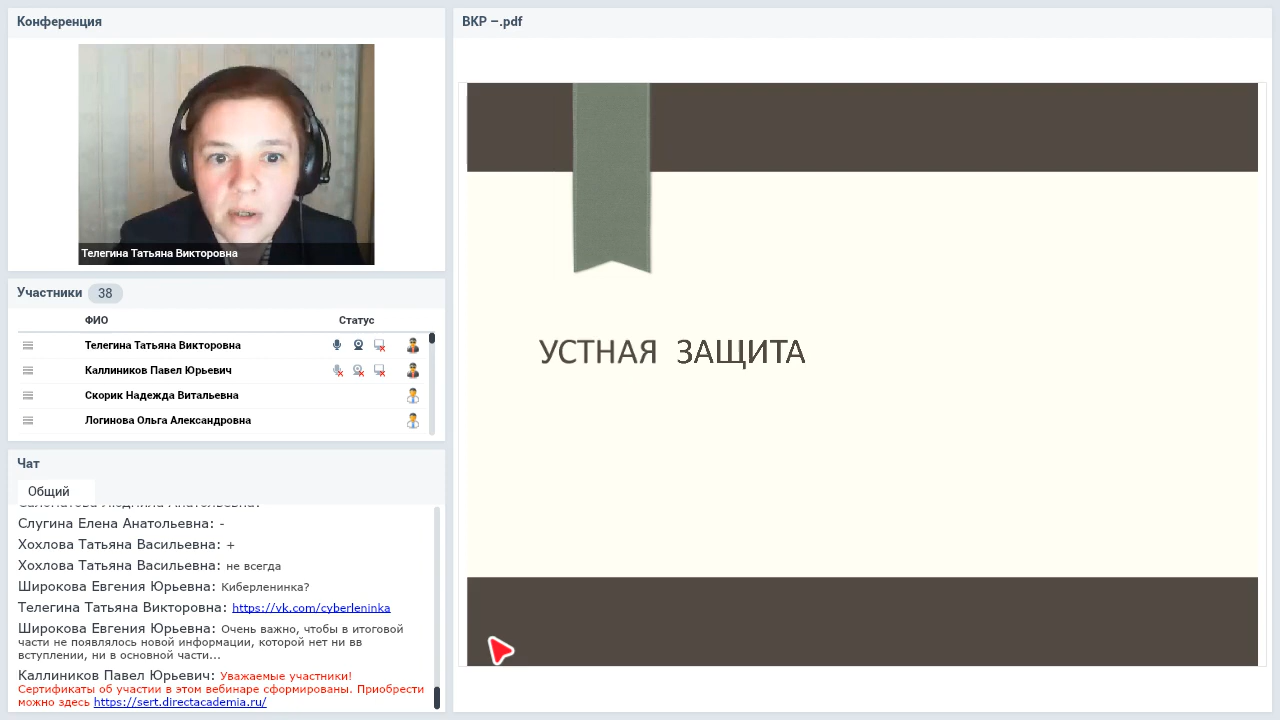 Конференция
Телегина Татьяна Викторовна
Участники 38
ФИО Статус
Телегина Татьяна Викторовна
Каллиников Павел Юрьевич
Скорик Надежда Витальевна
Логинова Ольга Александровна
Чат
Общий
Слугина Елена Анатольевна: -
Хохлова Татьяна Васильевна: +
Хохлова Татьяна Васильевна: не всегда
Широкова Евгения Юрьевна: Киберленинка?
Телегина Татьяна Викторовна: https://vk.com/cyberleninka
Широкова Евгения Юрьевна: Очень важно, чтобы в итоговой
части не появлялось новой информации, которой нет ни вв
вступлении, ни в основной части...
Каллиников Павел Юрьевич: Уважаемые участники!
Сертификаты об участии в этом вебинаре сформированы. Приобрести
можно здесь https://sert.directacademia.ru/
ВКР –.pdf
УСТНАЯ ЗАЩИТА